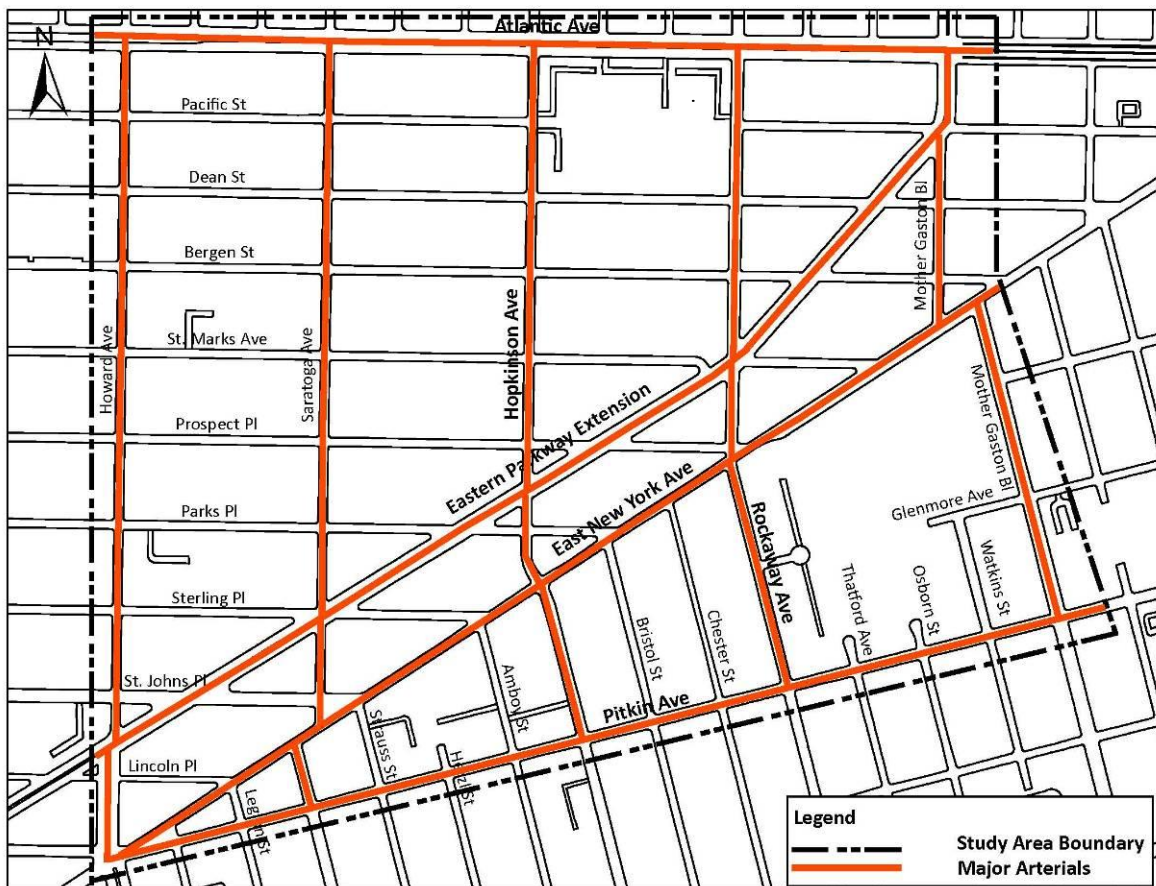 Atlantic Ave
N
Pacific St
Dean St
Mother Gaston Bl.
Bergen St
St. Marks Ave
Howard Ave
Saratoga Ave
Hopkinson Ave
Prospect Pl
Eastern Parkway Extension
Mother Gaston Bl
Parks Pl
East New York Ave
Rockaway Ave
Glenmore Ave
Watkins St
Sterling Pl
Thatford Ave
Osborn St
Bristol St
Chester St
St. Johns Pl
Amboy St
Pitkin Ave
Strauss St
Herzl St
Lincoln Pl
Legion St
Legend
Study Area Boundary
Major Arterials